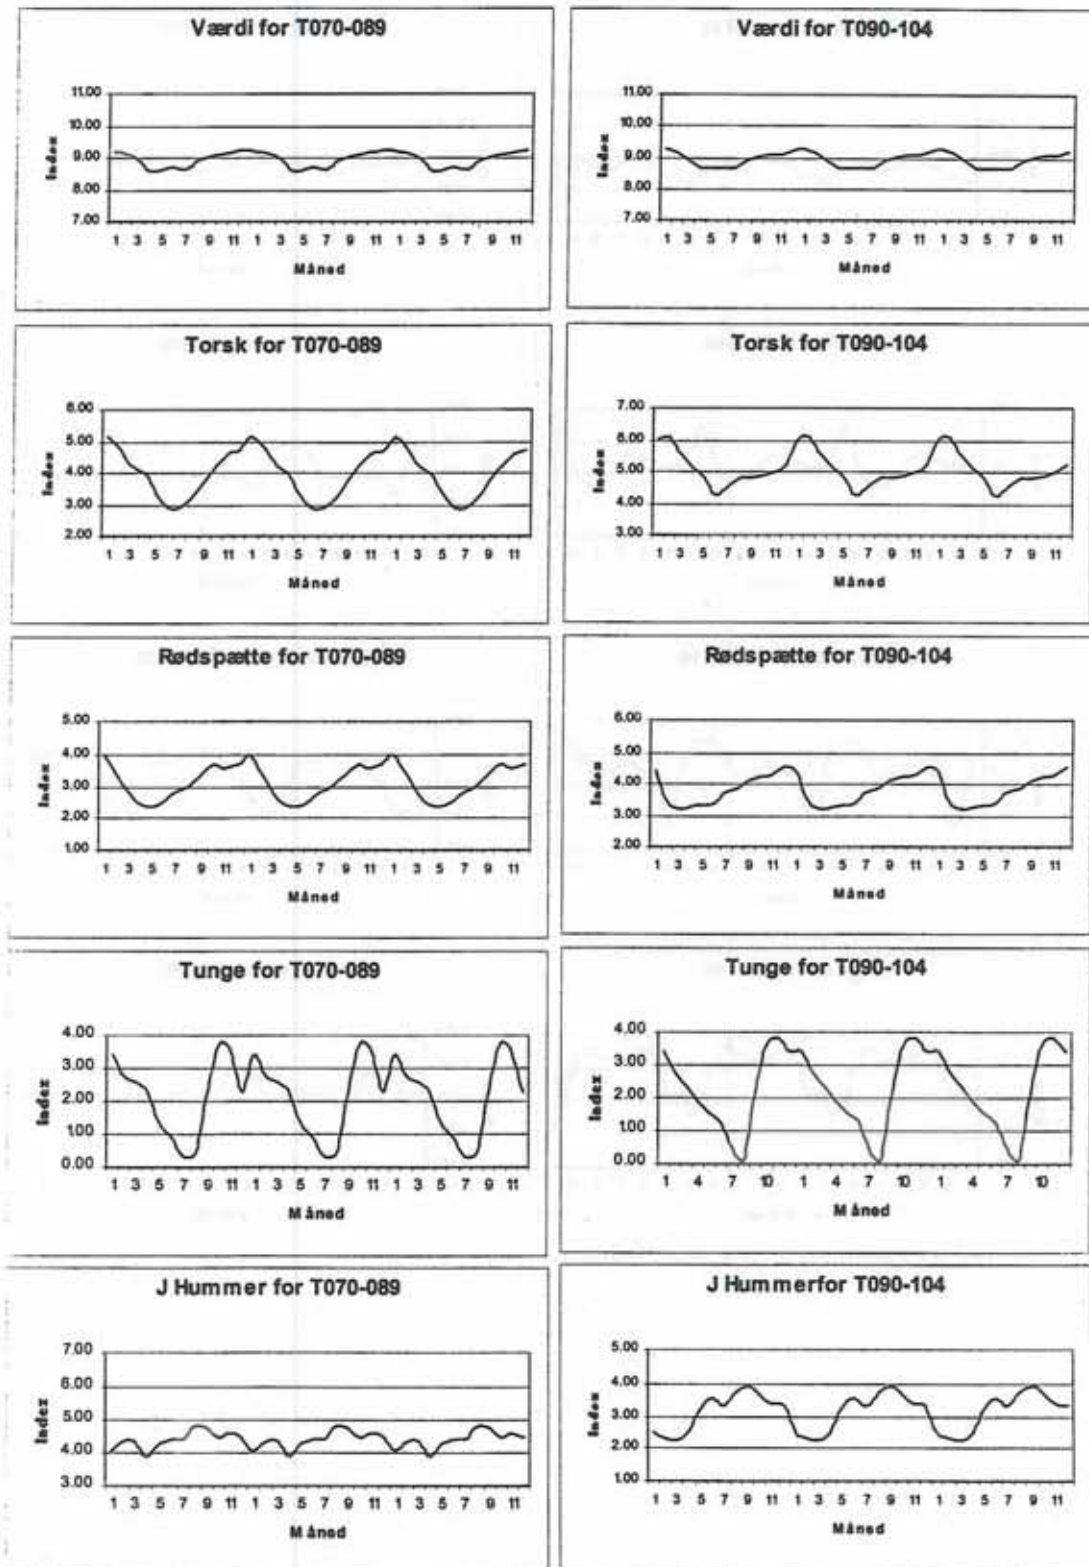 Værdi for T070-089
11.00
10.00
9.00
8.00
7.00
Index
1 3 5 7 9 11 1 3 5 7 9 11 1 3 5 7 9 11
Måned
Værdi for T090-104
11.00
10.00
9.00
8.00
7.00
Index
1 3 5 7 9 11 1 3 5 7 9 11 1 3 5 7 9 11
Måned
Torsk for T070-089
6.00
5.00
4.00
3.00
2.00
Index
1 3 5 7 9 11 1 3 5 7 9 11 1 3 5 7 9 11
Måned
Torsk for T090-104
7.00
6.00
5.00
4.00
3.00
Index
1 3 5 7 9 11 1 3 5 7 9 11 1 3 5 7 9 11
Måned
Rødspætte for T070-089
5.00
4.00
3.00
2.00
1.00
Index
1 3 5 7 9 11 1 3 5 7 9 11 1 3 5 7 9 11
Måned
Rødspætte for T090-104
6.00
5.00
4.00
3.00
2.00
Index
1 3 5 7 9 11 1 3 5 7 9 11 1 3 5 7 9 11
Måned
Tunge for T070-089
4.00
3.00
2.00
1.00
0.00
Index
1 3 5 7 9 11 1 3 5 7 9 11 1 3 5 7 9 11
Måned
Tunge for T090-104
4.00
3.00
2.00
1.00
0.00
Index
1 4 7 10 1 4 7 10 1 4 7 10
Måned
J Hummer for T070-089
7.00
6.00
5.00
4.00
3.00
Index
1 3 5 7 9 11 1 3 5 7 9 11 1 3 5 7 9 11
Måned
J Hummerfor T090-104
5.00
4.00
3.00
2.00
1.00
Index
1 3 5 7 9 11 1 3 5 7 9 11 1 3 5 7 9 11
Måned